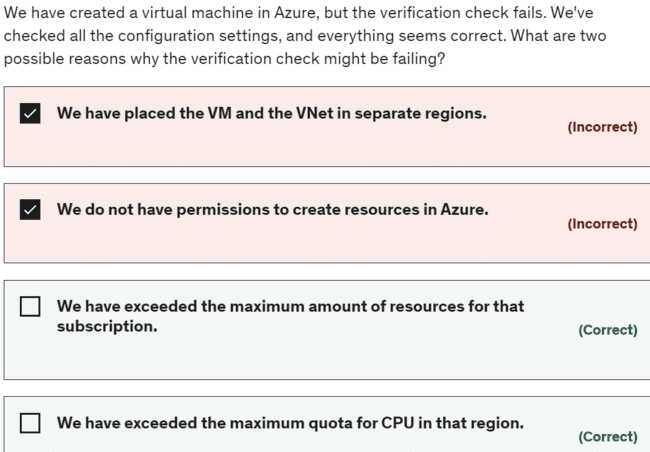 We have created a virtual machine in Azure, but the verification check fails. We've
checked all the configuration settings, and everything seems correct. What are two
possible reasons why the verification check might be failing?
We have placed the VM and the VNet in separate regions.
(Incorrect)
We do not have permissions to create resources in Azure.
(Incorrect)
We have exceeded the maximum amount of resources for that
subscription.
(Correct)
We have exceeded the maximum quota for CPU in that region.
(Correct)